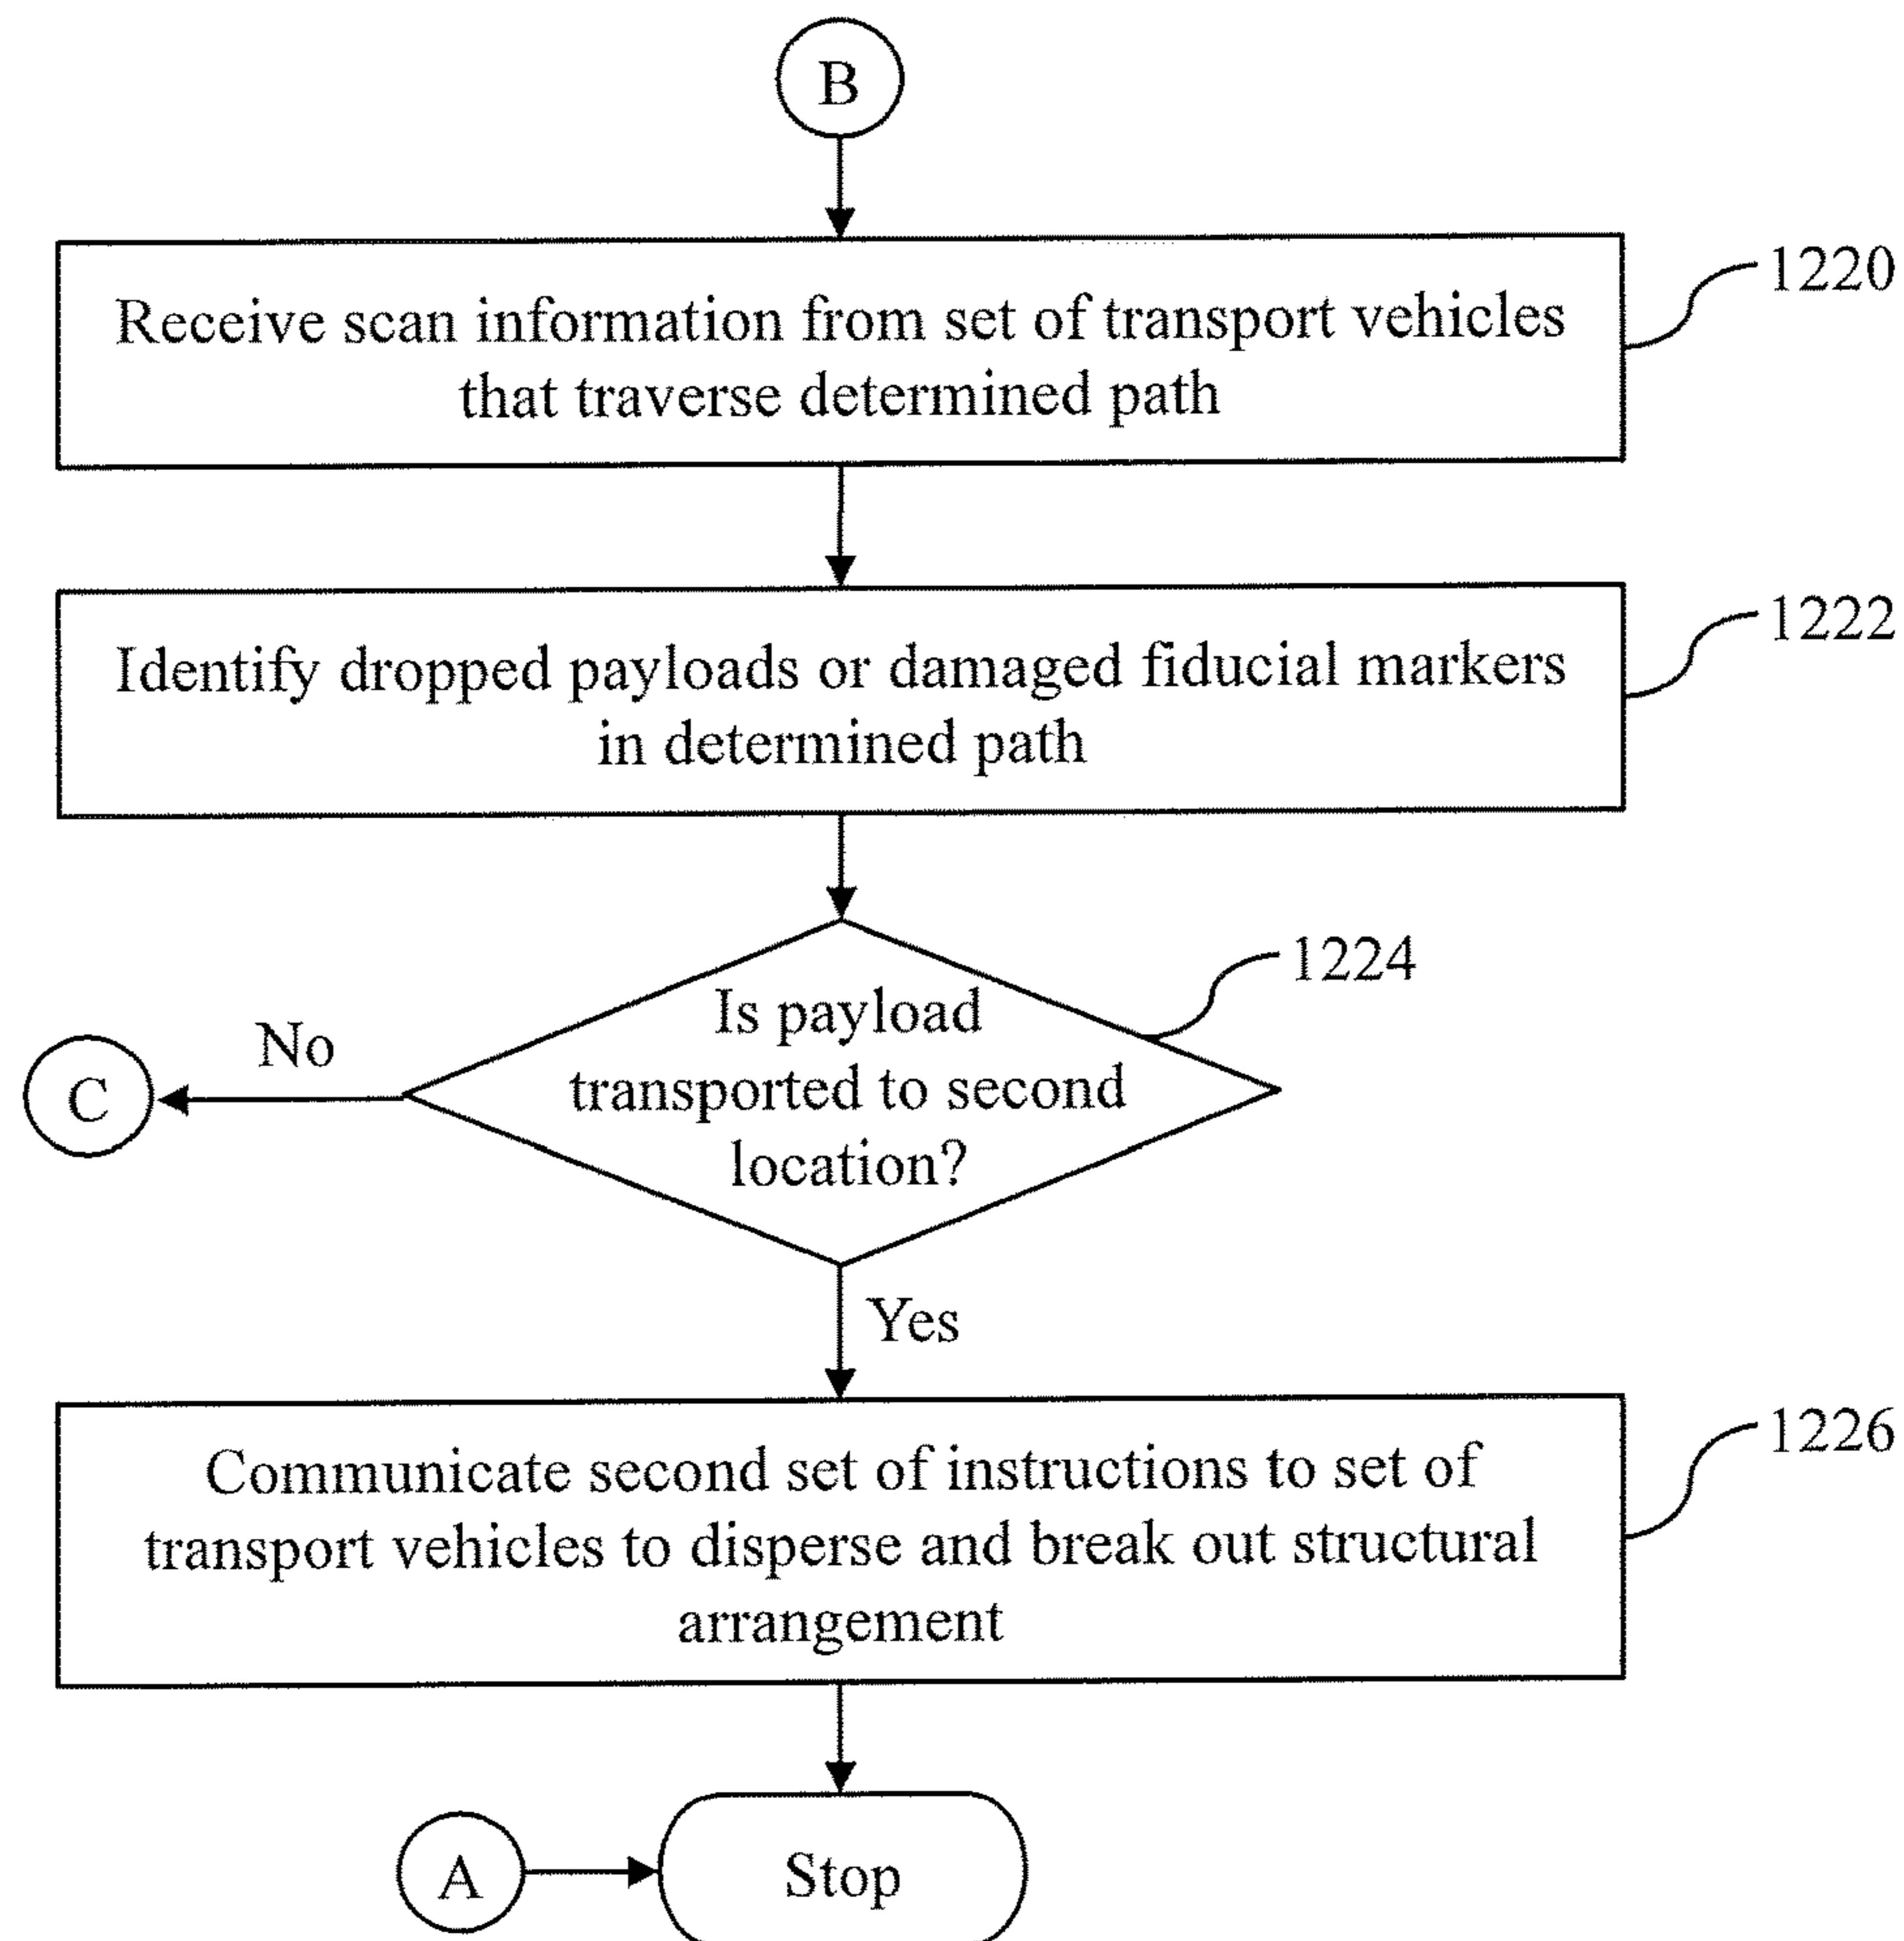 B
1220
Receive scan information from set of transport vehicles
that traverse determined path
1222
Identify dropped payloads or damaged fiducial markers
in determined path
1224
Is payload
transported to second
location?
No
C
Yes
1226
Communicate second set of instructions to set of
transport vehicles to disperse and break out structural
arrangement
A
Stop